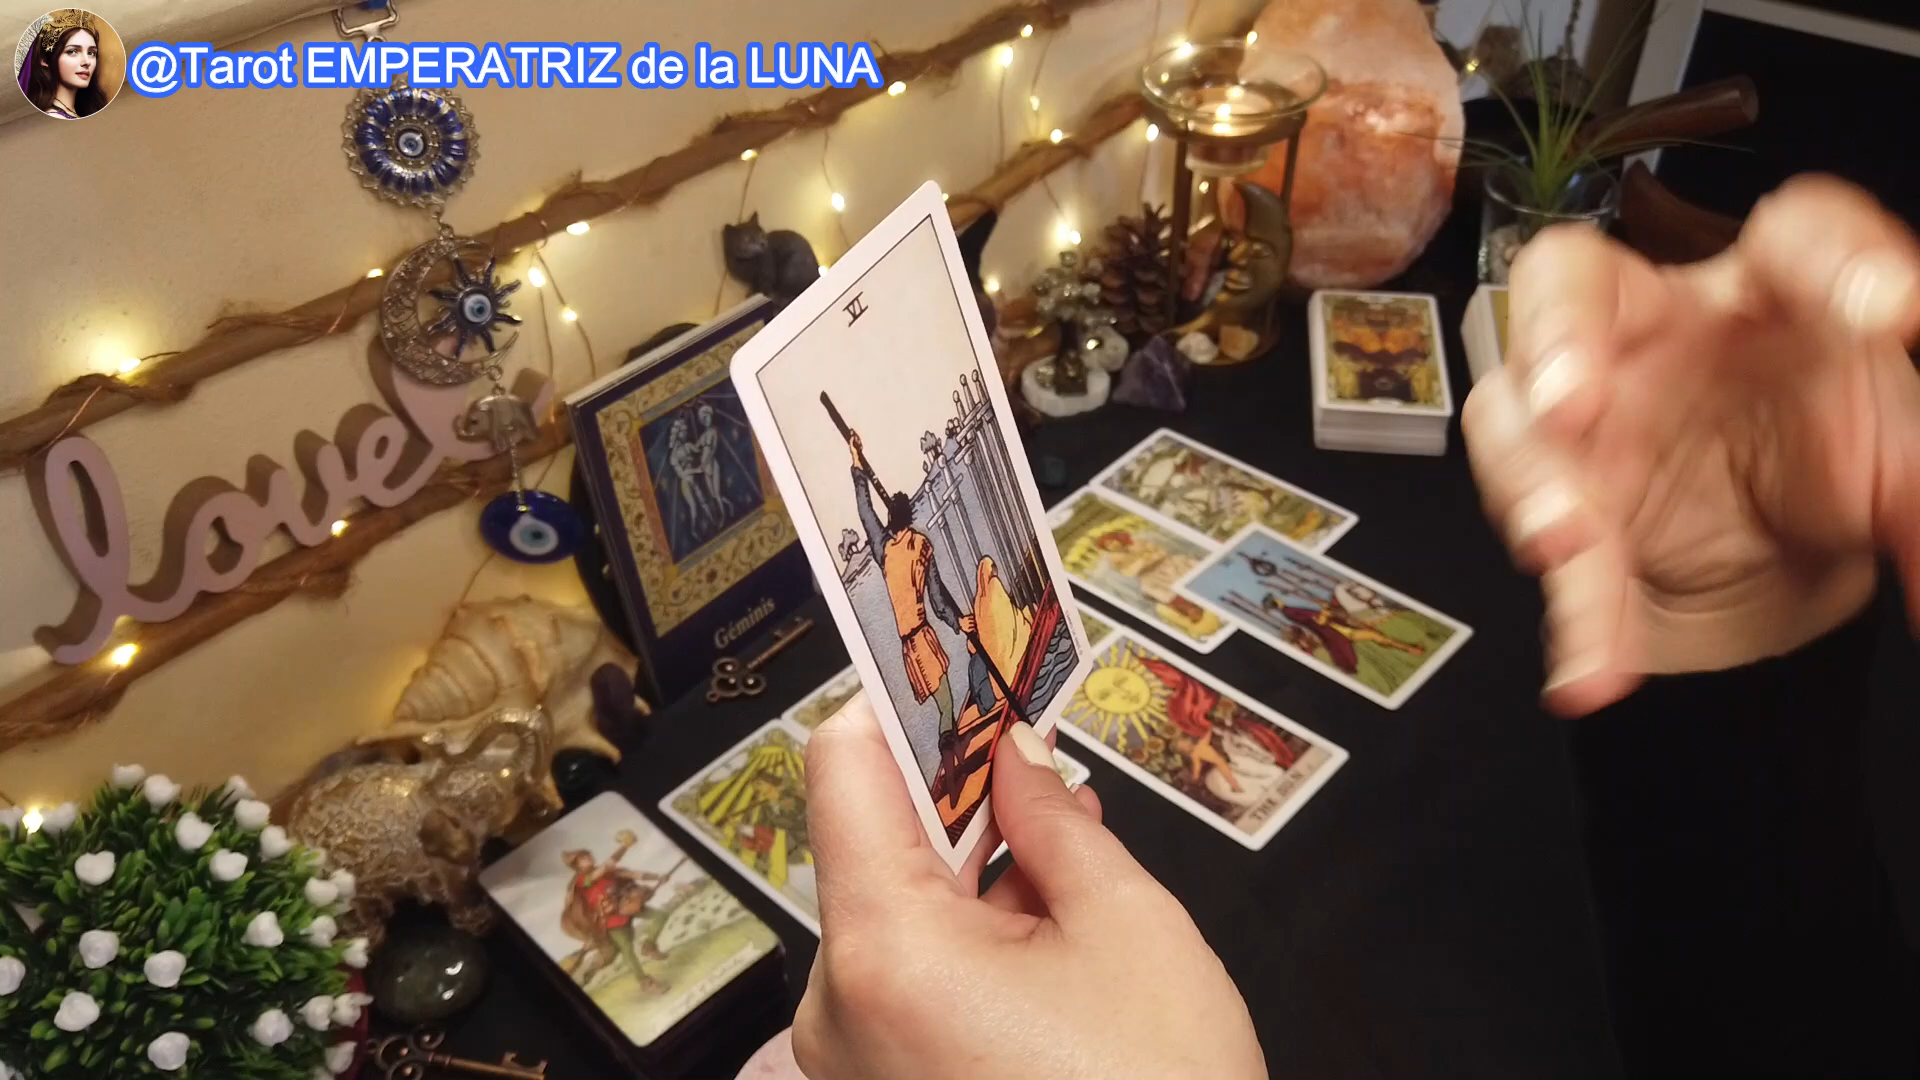 @Tarot EMPERATRIZ de la LUNA
VI
love
Géminis
THE SUN